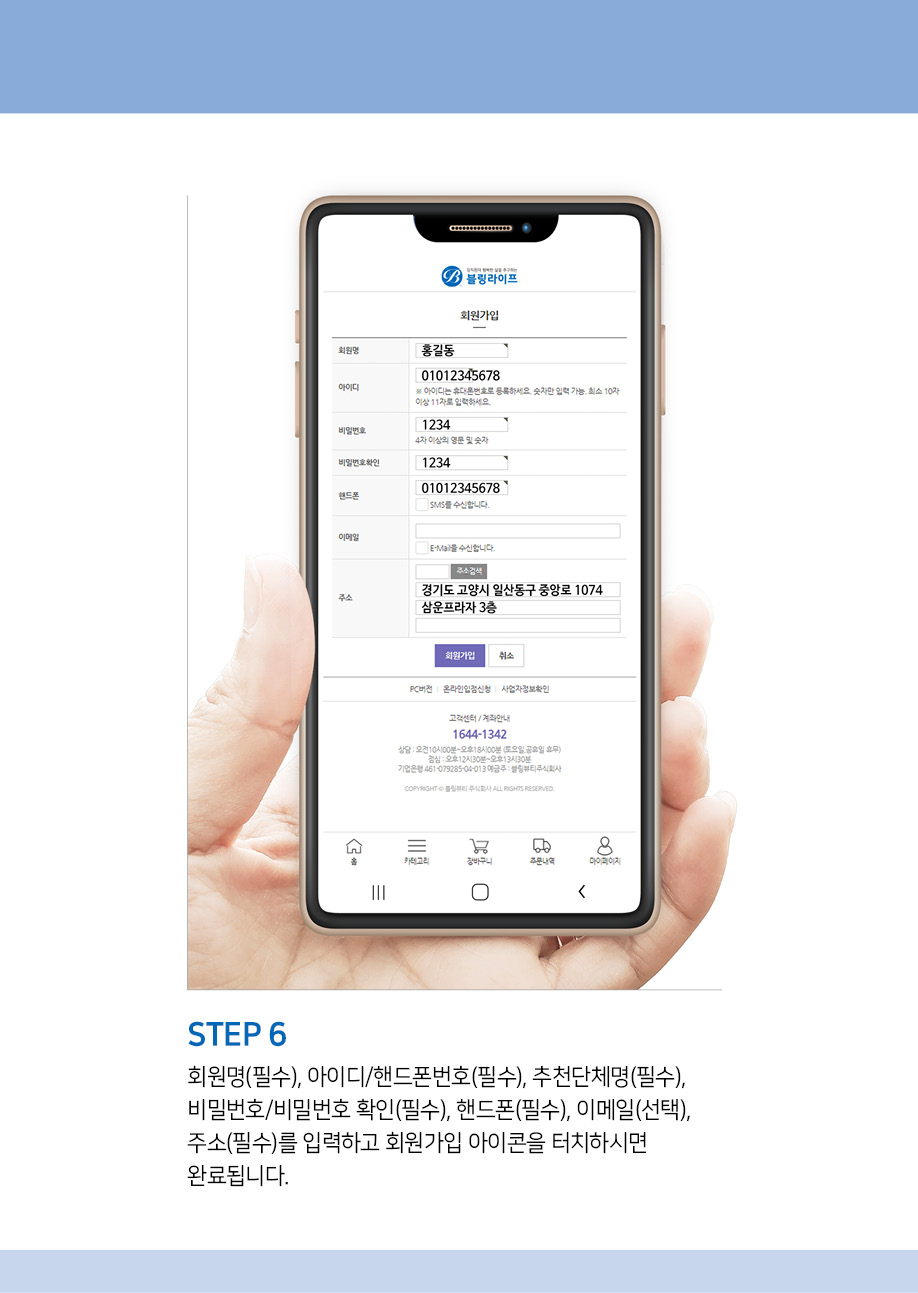 임직원의 행복한 삶을 추구하는
블링라이프
회원가입
회원명
홍길동
아이디
01012345678
※ 아이디는 휴대폰번호로 등록하세요. 숫자만 입력 가능. 최소 10자
이상 11자로 입력하세요.
비밀번호
1234
4자 이상의 영문 및 숫자
비밀번호확인
1234
핸드폰
01012345678
SMS를 수신합니다.
이메일
E-Mail를 수신합니다.
주소
주소검색
경기도 고양시 일산동구 중앙로 1074
삼운프라자 3층
회원가입 취소
PC버전 | 온라인입점신청 | 사업자정보확인
고객센터 / 계좌안내
1644-1342
상담 : 오전10시00분~오후18시00분 (토요일,공휴일 휴무)
점심 : 오후12시30분~오후13시30분
기업은행 461-079285-04-013 예금주 : 블링뷰티주식회사
COPYRIGHT © 블링뷰티 주식회사 ALL RIGHTS RESERVED.
홈 카테고리 장바구니 주문내역 마이페이지
STEP 6
회원명(필수), 아이디/핸드폰번호(필수), 추천단체명(필수),
비밀번호/비밀번호 확인(필수), 핸드폰(필수), 이메일(선택),
주소(필수)를 입력하고 회원가입 아이콘을 터치하시면
완료됩니다.